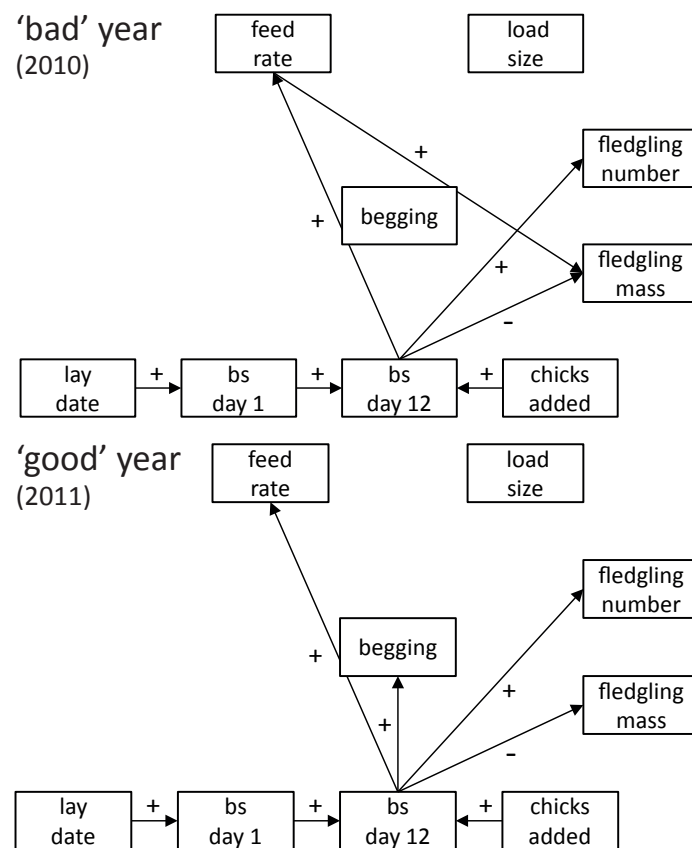 ‘bad’ year
(2010)
feed
rate
load
size
+
fledgling
number
begging
+
+
fledgling
mass
-
lay
date
+
bs
day 1
+
bs
day 12
+
chicks
added
‘good’ year
(2011)
feed
rate
load
size
fledgling
number
begging
+
+
fledgling
mass
+
-
lay
date
+
bs
day 1
+
bs
day 12
+
chicks
added